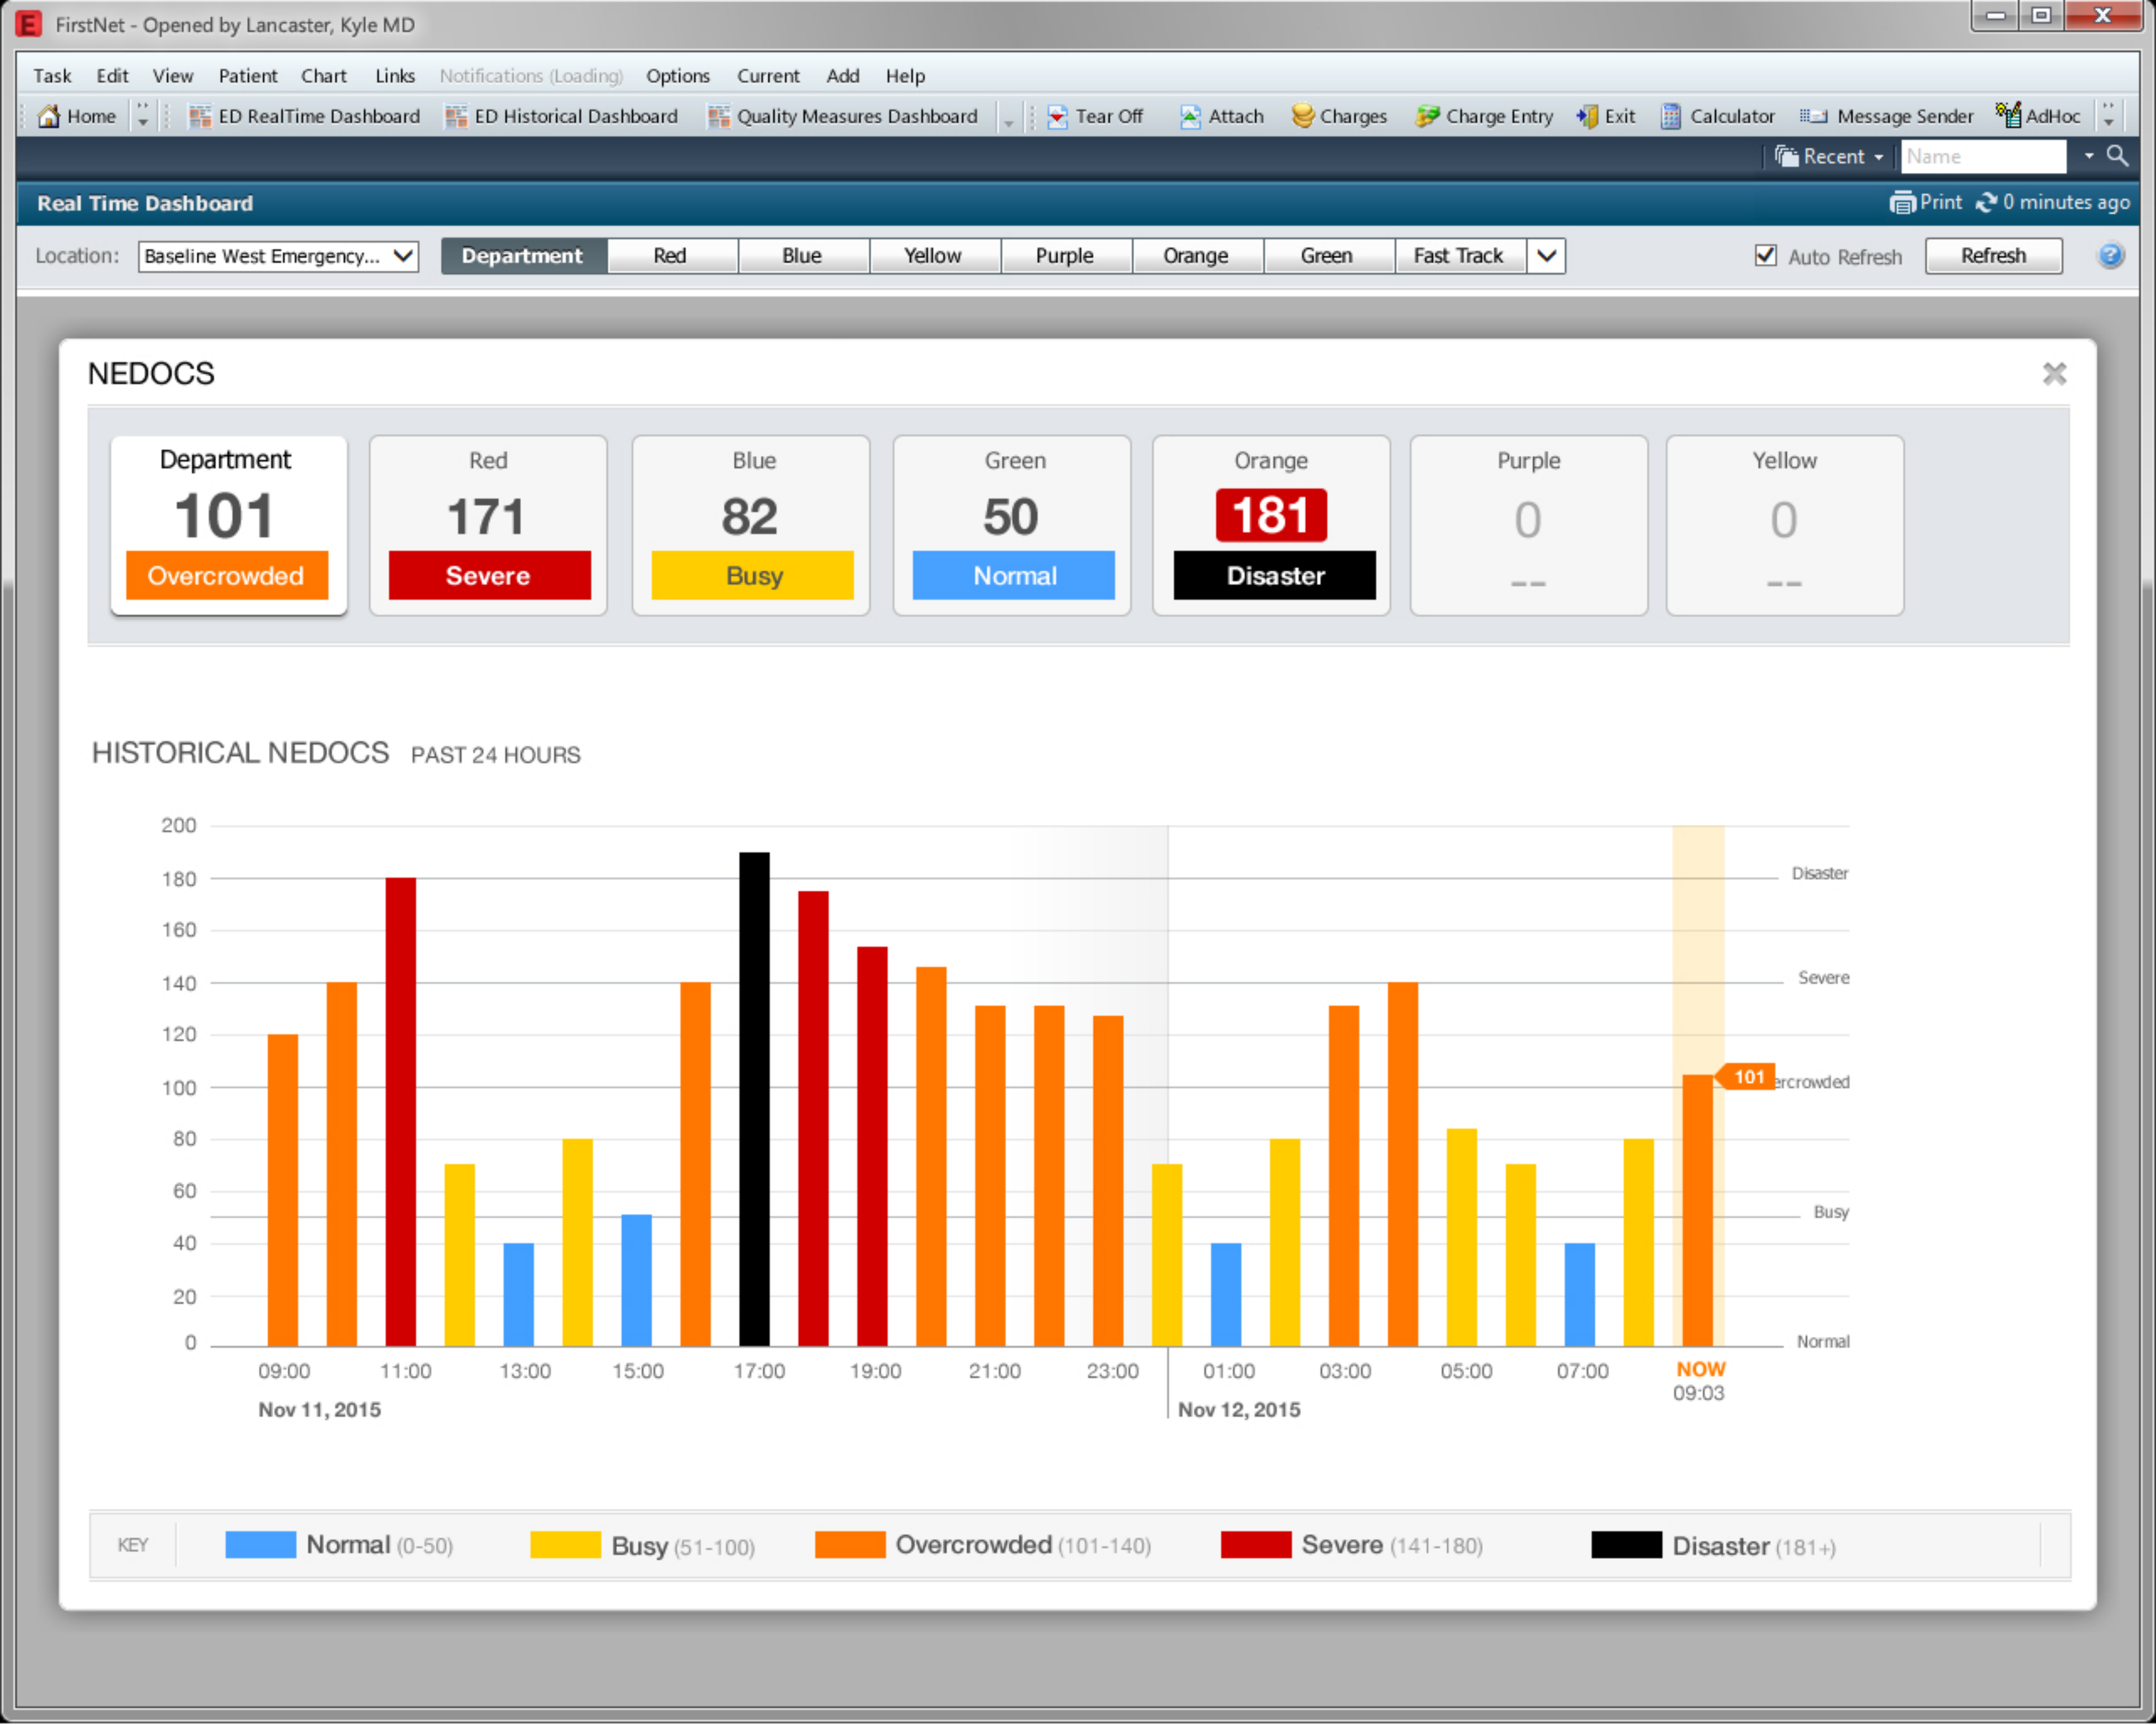 E FirstNet - Opened by Lancaster, Kyle MD
Task Edit View Patient Chart Links Notifications (Loading) Options Current Add Help
Home ED RealTime Dashboard ED Historical Dashboard Quality Measures Dashboard Tear Off Attach Charges Charge Entry Exit Calculator Message Sender AdHoc
Recent Name
Real Time Dashboard Print 0 minutes ago
Location: Baseline West Emergency... Department Red Blue Yellow Purple Orange Green Fast Track Auto Refresh Refresh ?
NEDOCS
Department Red Blue Green Orange Purple Yellow
101 171 82 50 181 0 0
Overcrowded Severe Busy Normal Disaster -- --
HISTORICAL NEDOCS PAST 24 HOURS
200
180 Disaster
160
140 Severe
120
100 101 ercrowded
80
60
Busy
40
20
0 Normal
09:00 11:00 13:00 15:00 17:00 19:00 21:00 23:00 01:00 03:00 05:00 07:00 NOW
09:03
Nov 11, 2015 Nov 12, 2015
KEY Normal (0-50) Busy (51-100) Overcrowded (101-140) Severe (141-180) Disaster (181+)